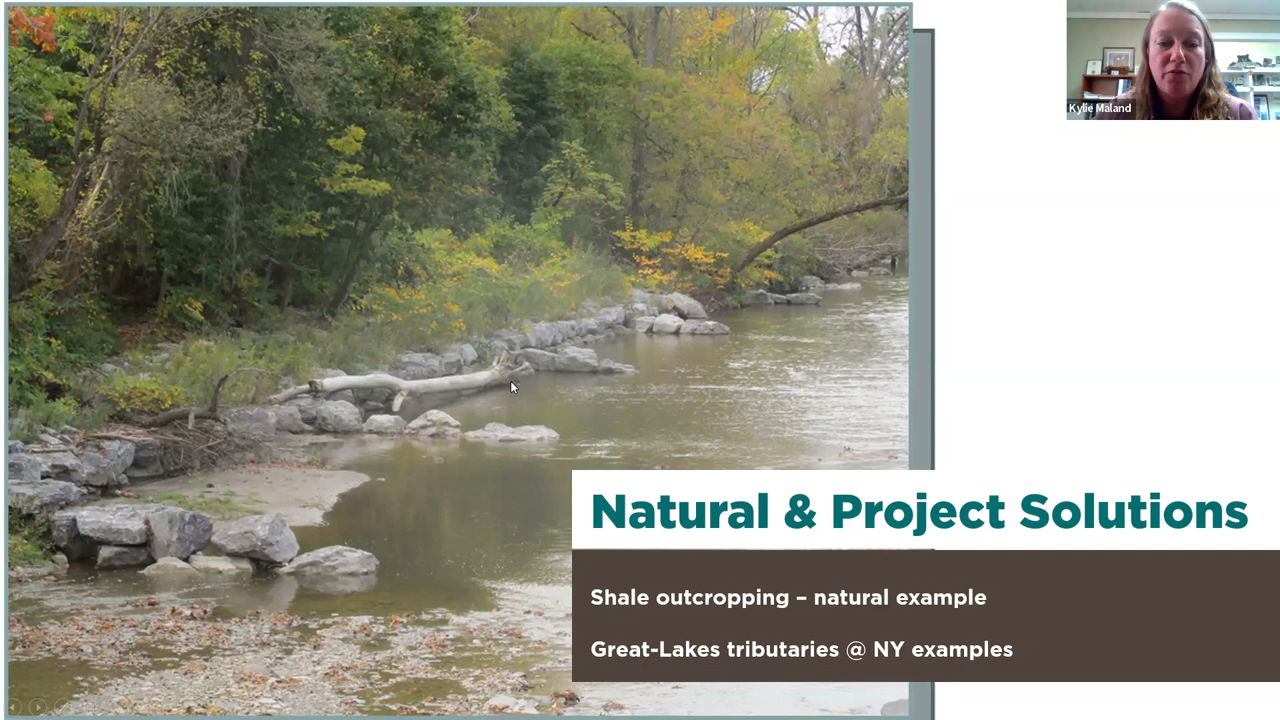 Kylie Maland
Natural & Project Solutions
Shale outcropping – natural example
Great-Lakes tributaries @ NY examples